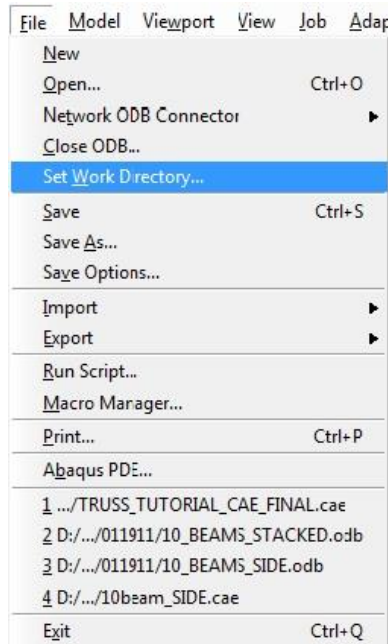 File Model Viewport View Job Adap
New
Open... Ctrl+O
Network ODB Connector
Close ODB...
Set Work Directory...
Save Ctrl+S
Save As...
Save Options...
Import
Export
Run Script...
Macro Manager...
Print... Ctrl+P
Abaqus PDE...
1 .../TRUSS_TUTORIAL_CAE_FINAL.cae
2 D:/.../011911/10_BEAMS_STACKED.odb
3 D:/.../011911/10_BEAMS_SIDE.odb
4 D:/.../10beam_SIDE.cae
Exit Ctrl+Q